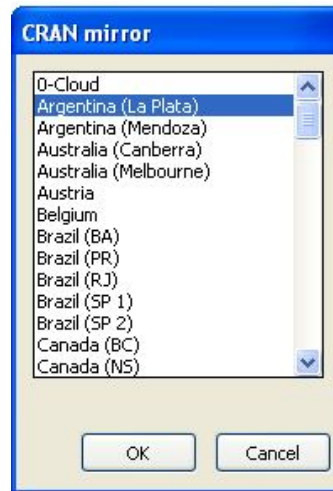 CRAN mirror
0-Cloud
Argentina (La Plata)
Argentina (Mendoza)
Australia (Canberra)
Australia (Melbourne)
Austria
Belgium
Brazil (BA)
Brazil (PR)
Brazil (RJ)
Brazil (SP 1)
Brazil (SP 2)
Canada (BC)
Canada (NS)
OK
Cancel